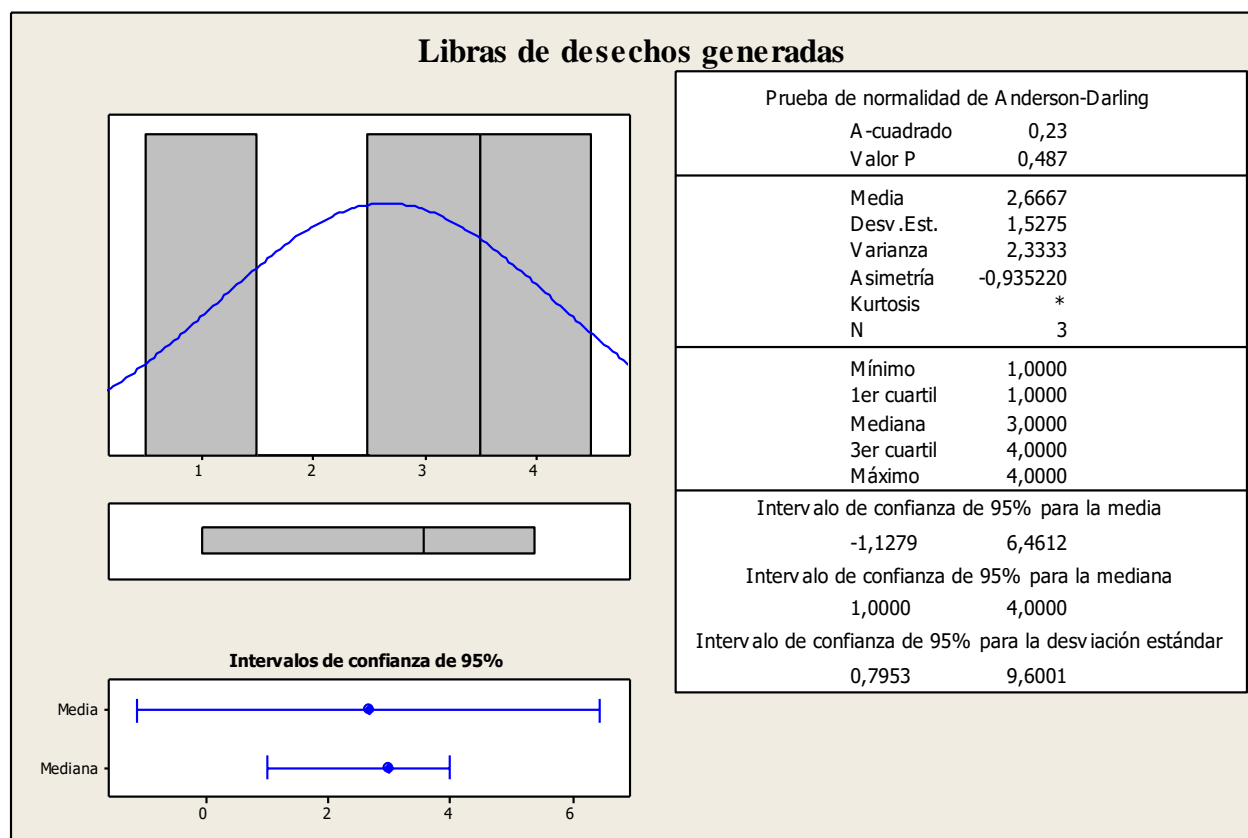 Libras de desechos generadas
1 2 3 4
Intervalos de confianza de 95%
Media
Mediana
0 2 4 6
Prueba de normalidad de Anderson-Darling
A-cuadrado 0,23
Valor P 0,487
Media 2,6667
Desv.Est. 1,5275
Varianza 2,3333
Asimetría -0,935220
Kurtosis *
N 3
Mínimo 1,0000
1er cuartil 1,0000
Mediana 3,0000
3er cuartil 4,0000
Máximo 4,0000
Intervalo de confianza de 95% para la media
-1,1279 6,4612
Intervalo de confianza de 95% para la mediana
1,0000 4,0000
Intervalo de confianza de 95% para la desviación estándar
0,7953 9,6001